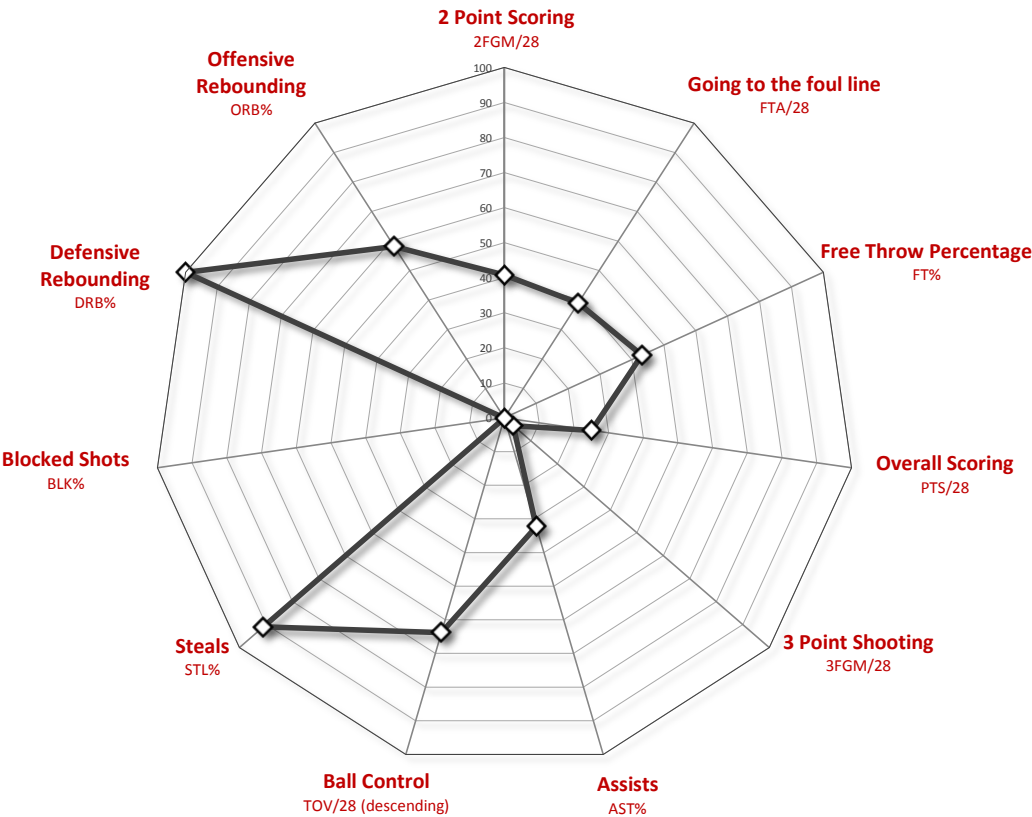 2 Point Scoring
2FGM/28
Going to the foul line
FTA/28
Free Throw Percentage
FT%
Overall Scoring
PTS/28
3 Point Shooting
3FGM/28
Assists
AST%
Ball Control
TOV/28 (descending)
Steals
STL%
Blocked Shots
BLK%
Defensive
Rebounding
DRB%
Offensive
Rebounding
ORB%
100
90
80
70
60
50
40
30
20
10
0